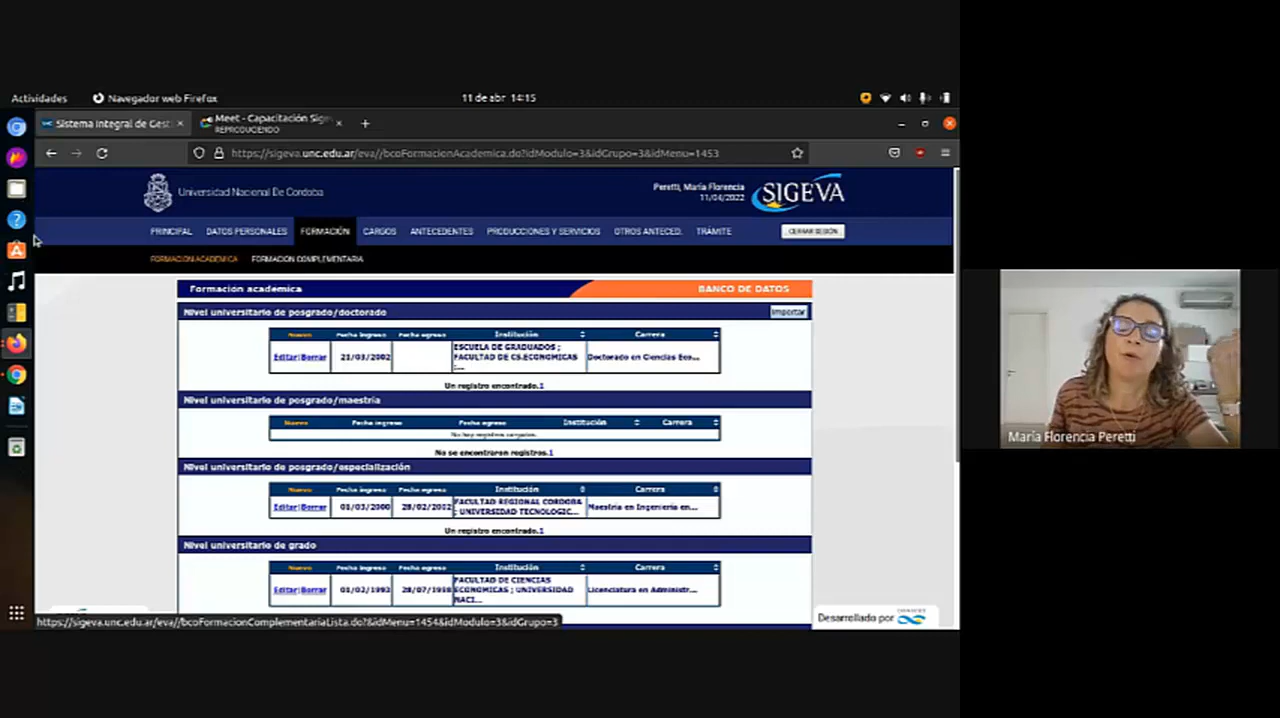 Actividades
Navegador web Firefox
11 de abr 14:15
Sistema Integral de Gest
Meet - Capacitación Sig
REPRODUCIENDO
https://sigeva.unc.edu.ar/eva//bcoFormacionAcademica.do?idModulo=3&idGrupo=3&idMenu=1453
Universidad Nacional De Cordoba
Peretti, María Florencia
11/04/2022
SIGEVA
PRINCIPAL DATOS PERSONALES FORMACIÓN CARGOS ANTECEDENTES PRODUCCIONES Y SERVICIOS OTROS ANTECED. TRÁMITE
CERRAR SESIÓN
FORMACION ACADEMICA FORMACION COMPLEMENTARIA
Formacion academica BANCO DE DATOS
Nivel universitario de posgrado/doctorado Importar
Nuevo Fecha ingreso Fecha egreso Institución Carrera
Editar|Borrar 21/03/2002 ESCUELA DE GRADUADOS ; FACULTAD DE CS.ECONOMICAS ;... Doctorado en Ciencias Eco...
Un registro encontrado.1
Nivel universitario de posgrado/maestría
Nuevo Fecha ingreso Fecha egreso Institución Carrera
No hay registros cargados.
No se encontraron registros.1
Nivel universitario de posgrado/especialización
Nuevo Fecha ingreso Fecha egreso Institución Carrera
Editar|Borrar 01/03/2000 28/02/2002 FACULTAD REGIONAL CORDOBA ; UNIVERSIDAD TECNOLOGIC... Maestria en Ingeniería en...
Un registro encontrado.1
Nivel universitario de grado
Nuevo Fecha ingreso Fecha egreso Institución Carrera
Editar|Borrar 01/02/1993 28/07/1998 FACULTAD DE CIENCIAS ECONOMICAS ; UNIVERSIDAD NACI... Licenciatura en Administr...
Desarrollado por CONICET
https://sigeva.unc.edu.ar/eva//bcoFormacionComplementariaLista.do?&idMenu=1454&idModulo=3&idGrupo=3
María Florencia Peretti